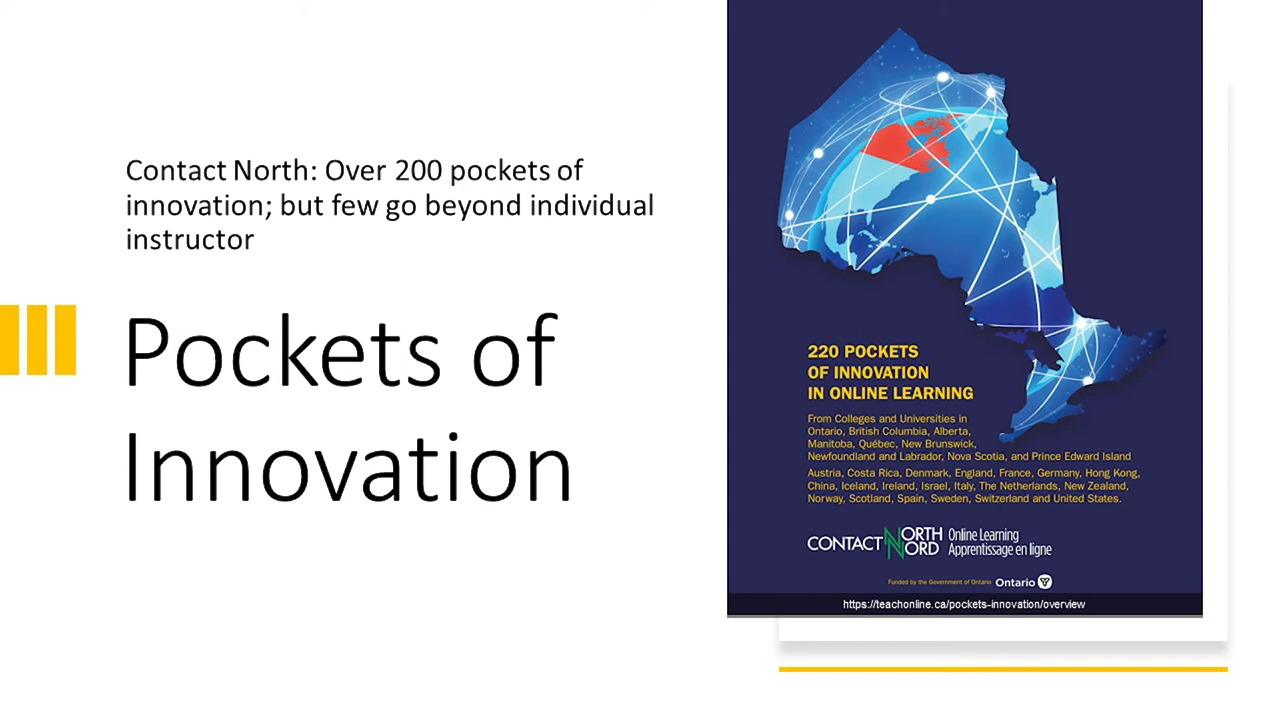 Contact North: Over 200 pockets of
innovation; but few go beyond individual
instructor
Pockets of
Innovation
220 POCKETS
OF INNOVATION
IN ONLINE LEARNING
From Colleges and Universities in
Ontario, British Columbia, Alberta,
Manitoba, Québec, New Brunswick,
Newfoundland and Labrador, Nova Scotia, and Prince Edward Island
Austria, Costa Rica, Denmark, England, France, Germany, Hong Kong,
China, Iceland, Ireland, Israel, Italy, The Netherlands, New Zealand,
Norway, Scotland, Spain, Sweden, Switzerland and United States.
CONTACT NORTH Online Learning
NORD Apprentissage en ligne
Funded by the Government of Ontario Ontario
https://teachonline.ca/pockets-innovation/overview